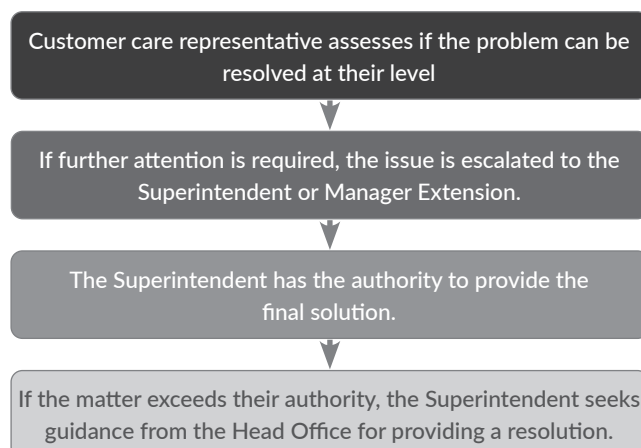 Customer care representative assesses if the problem can be
resolved at their level
If further attention is required, the issue is escalated to the
Superintendent or Manager Extension.
The Superintendent has the authority to provide the
final solution.
If the matter exceeds their authority, the Superintendent seeks
guidance from the Head Office for providing a resolution.